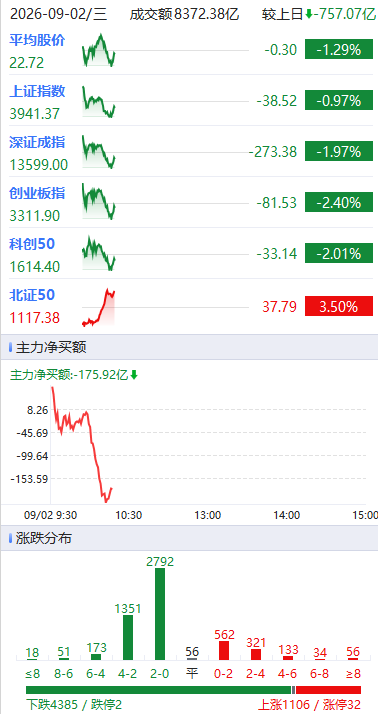 2026-09-02/三 成交额8372.38亿 较上日⬇-757.07亿
平均股价
22.72 -0.30 -1.29%
上证指数
3941.37 -38.52 -0.97%
深证成指
13599.00 -273.38 -1.97%
创业板指
3311.90 -81.53 -2.40%
科创50
1614.40 -33.14 -2.01%
北证50
1117.38 37.79 3.50%
主力净买额
主力净买额:-175.92亿⬇
8.26
-45.69
-99.64
-153.59
09/02 9:30 10:30 13:00 14:00 15:00
涨跌分布
18 51 173 1351 2792 56 562 321 133 34 56
≤8 8-6 6-4 4-2 2-0 平 0-2 2-4 4-6 6-8 ≥8
下跌4385 / 跌停2 上涨1106 / 涨停32